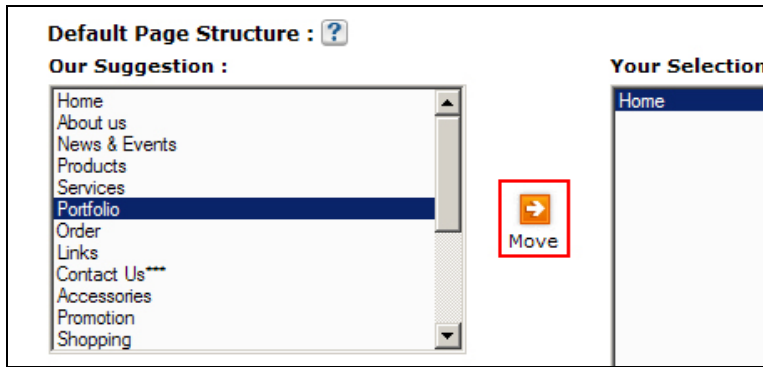 Default Page Structure : ?
Our Suggestion :
Your Selection
Home
About us
News & Events
Products
Services
Portfolio
Order
Links
Contact Us***
Accessories
Promotion
Shopping
Move
Home